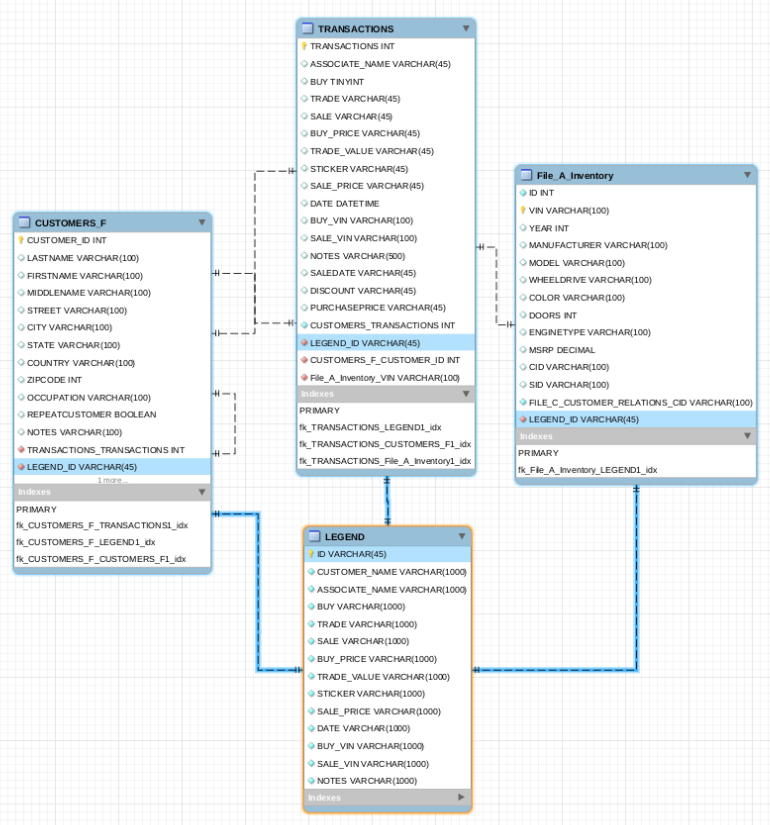 TRANSACTIONS
TRANSACTIONS INT
ASSOCIATE_NAME VARCHAR(45)
BUY TINYINT
TRADE VARCHAR(45)
SALE VARCHAR(45)
BUY_PRICE VARCHAR(45)
TRADE_VALUE VARCHAR(45)
STICKER VARCHAR(45)
SALE_PRICE VARCHAR(45)
DATE DATETIME
BUY_VIN VARCHAR(100)
SALE_VIN VARCHAR(100)
NOTES VARCHAR(500)
SALEDATE VARCHAR(45)
DISCOUNT VARCHAR(45)
PURCHASEPRICE VARCHAR(45)
CUSTOMERS_TRANSACTIONS INT
LEGEND_ID VARCHAR(45)
CUSTOMERS_F_CUSTOMER_ID INT
File_A_Inventory_VIN VARCHAR(100)
Indexes
PRIMARY
fk_TRANSACTIONS_LEGEND1_idx
fk_TRANSACTIONS_CUSTOMERS_F1_idx
fk_TRANSACTIONS_File_A_Inventory1_idx
File_A_Inventory
ID INT
VIN VARCHAR(100)
YEAR INT
MANUFACTURER VARCHAR(100)
MODEL VARCHAR(100)
WHEELDRIVE VARCHAR(100)
COLOR VARCHAR(100)
DOORS INT
ENGINETYPE VARCHAR(100)
MSRP DECIMAL
CID VARCHAR(100)
SID VARCHAR(100)
FILE_C_CUSTOMER_RELATIONS_CID VARCHAR(100)
LEGEND_ID VARCHAR(45)
Indexes
PRIMARY
fk_File_A_Inventory_LEGEND1_idx
CUSTOMERS_F
CUSTOMER_ID INT
LASTNAME VARCHAR(100)
FIRSTNAME VARCHAR(100)
MIDDLENAME VARCHAR(100)
STREET VARCHAR(100)
CITY VARCHAR(100)
STATE VARCHAR(100)
COUNTRY VARCHAR(100)
ZIPCODE INT
OCCUPATION VARCHAR(100)
REPEATCUSTOMER BOOLEAN
NOTES VARCHAR(100)
TRANSACTIONS_TRANSACTIONS INT
LEGEND_ID VARCHAR(45)
1 more...
Indexes
PRIMARY
fk_CUSTOMERS_F_TRANSACTIONS1_idx
fk_CUSTOMERS_F_LEGEND1_idx
fk_CUSTOMERS_F_CUSTOMERS_F1_idx
LEGEND
ID VARCHAR(45)
CUSTOMER_NAME VARCHAR(1000)
ASSOCIATE_NAME VARCHAR(1000)
BUY VARCHAR(1000)
TRADE VARCHAR(1000)
SALE VARCHAR(1000)
BUY_PRICE VARCHAR(1000)
TRADE_VALUE VARCHAR(1000)
STICKER VARCHAR(1000)
SALE_PRICE VARCHAR(1000)
DATE VARCHAR(1000)
BUY_VIN VARCHAR(1000)
SALE_VIN VARCHAR(1000)
NOTES VARCHAR(1000)
Indexes